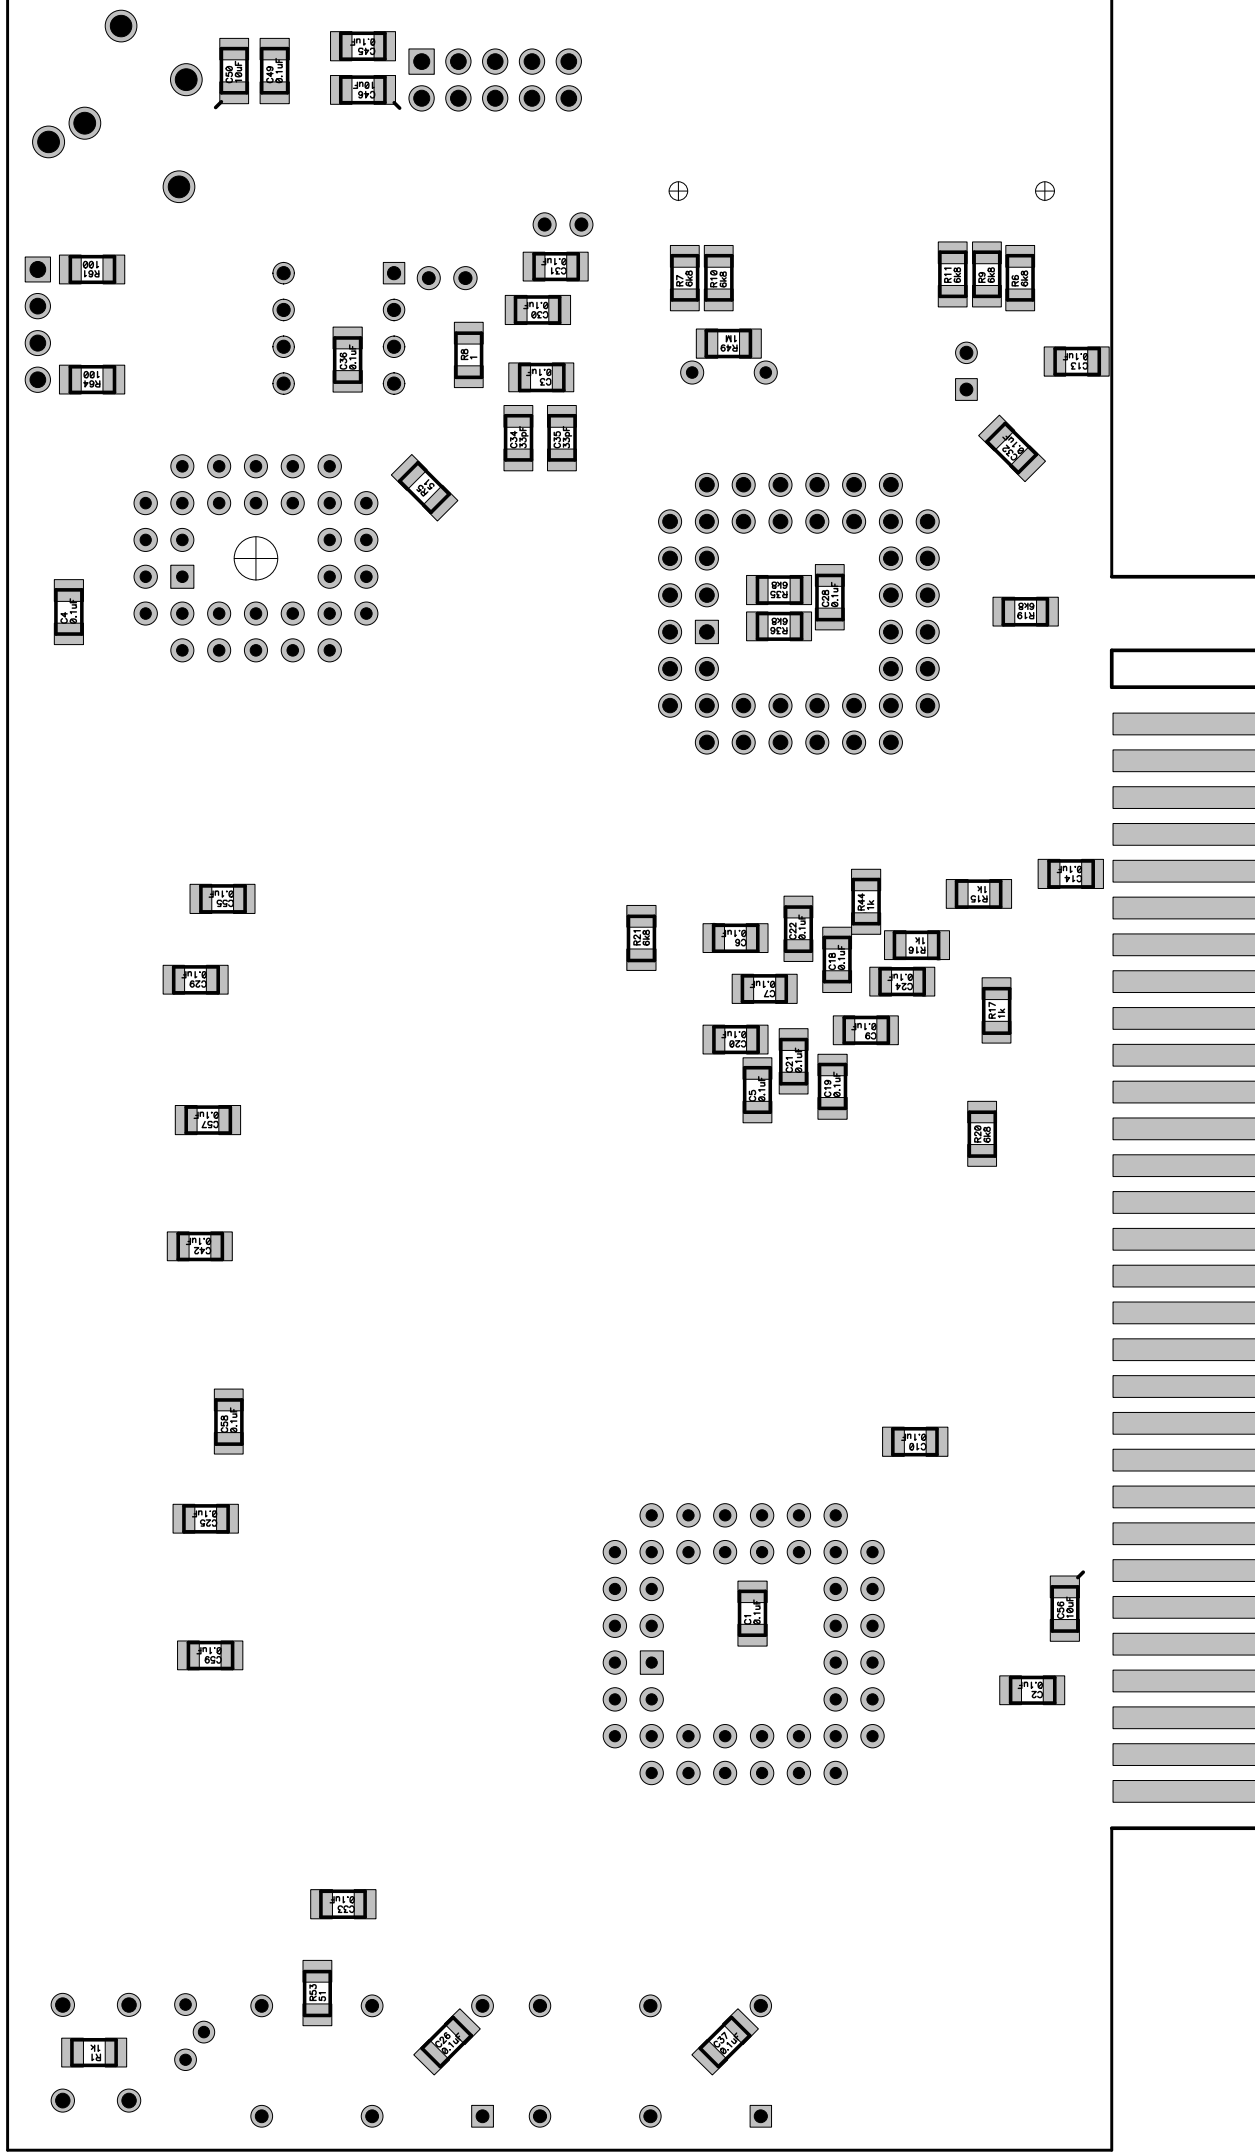 C50
10uF
C49
0.1uF
C45
0.1uF
C46
10uF
R61
100
C31
0.1uF
R7
6k8
R10
6k8
R11
6k8
R9
6k8
R6
6k8
C30
0.1uF
R49
1M
C36
0.1uF
R8
1
C13
0.1uF
R64
100
C3
0.1uF
C34
33pF
C35
33pF
C32
0.1uF
R5
51
R35
6k8
C28
0.1uF
C4
0.1uF
R36
6k8
R19
6k8
C14
0.1uF
R15
1k
C55
0.1uF
R44
1k
R21
6k8
C6
0.1uF
C22
0.1uF
R16
1k
C18
0.1uF
C29
0.1uF
C7
0.1uF
C24
0.1uF
R17
1k
C9
0.1uF
C20
0.1uF
C21
0.1uF
C5
0.1uF
C19
0.1uF
C57
0.1uF
R20
6k8
C42
0.1uF
C58
0.1uF
C10
0.1uF
C25
0.1uF
C1
0.1uF
C56
10uF
C59
0.1uF
C2
0.1uF
C33
0.1uF
R53
51
R1
1k
C26
0.1uF
C37
0.1uF